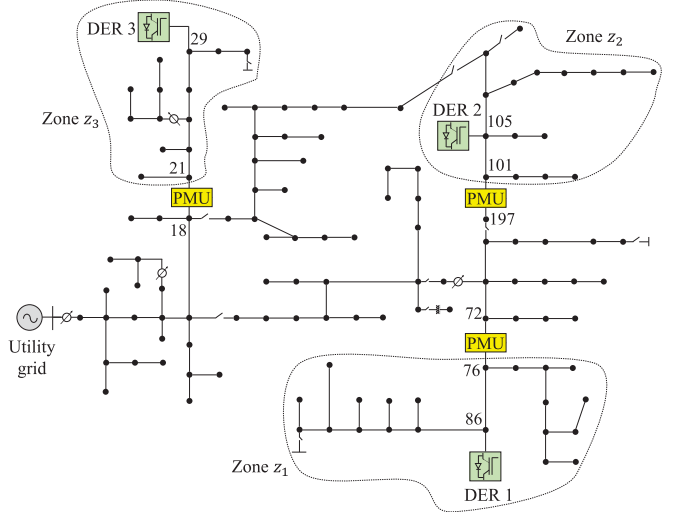 DER 3
29
Zone z₂
Zone z₃
DER 2
105
21
101
PMU
PMU
18
197
Utility
grid
72
PMU
76
86
Zone z₁
DER 1